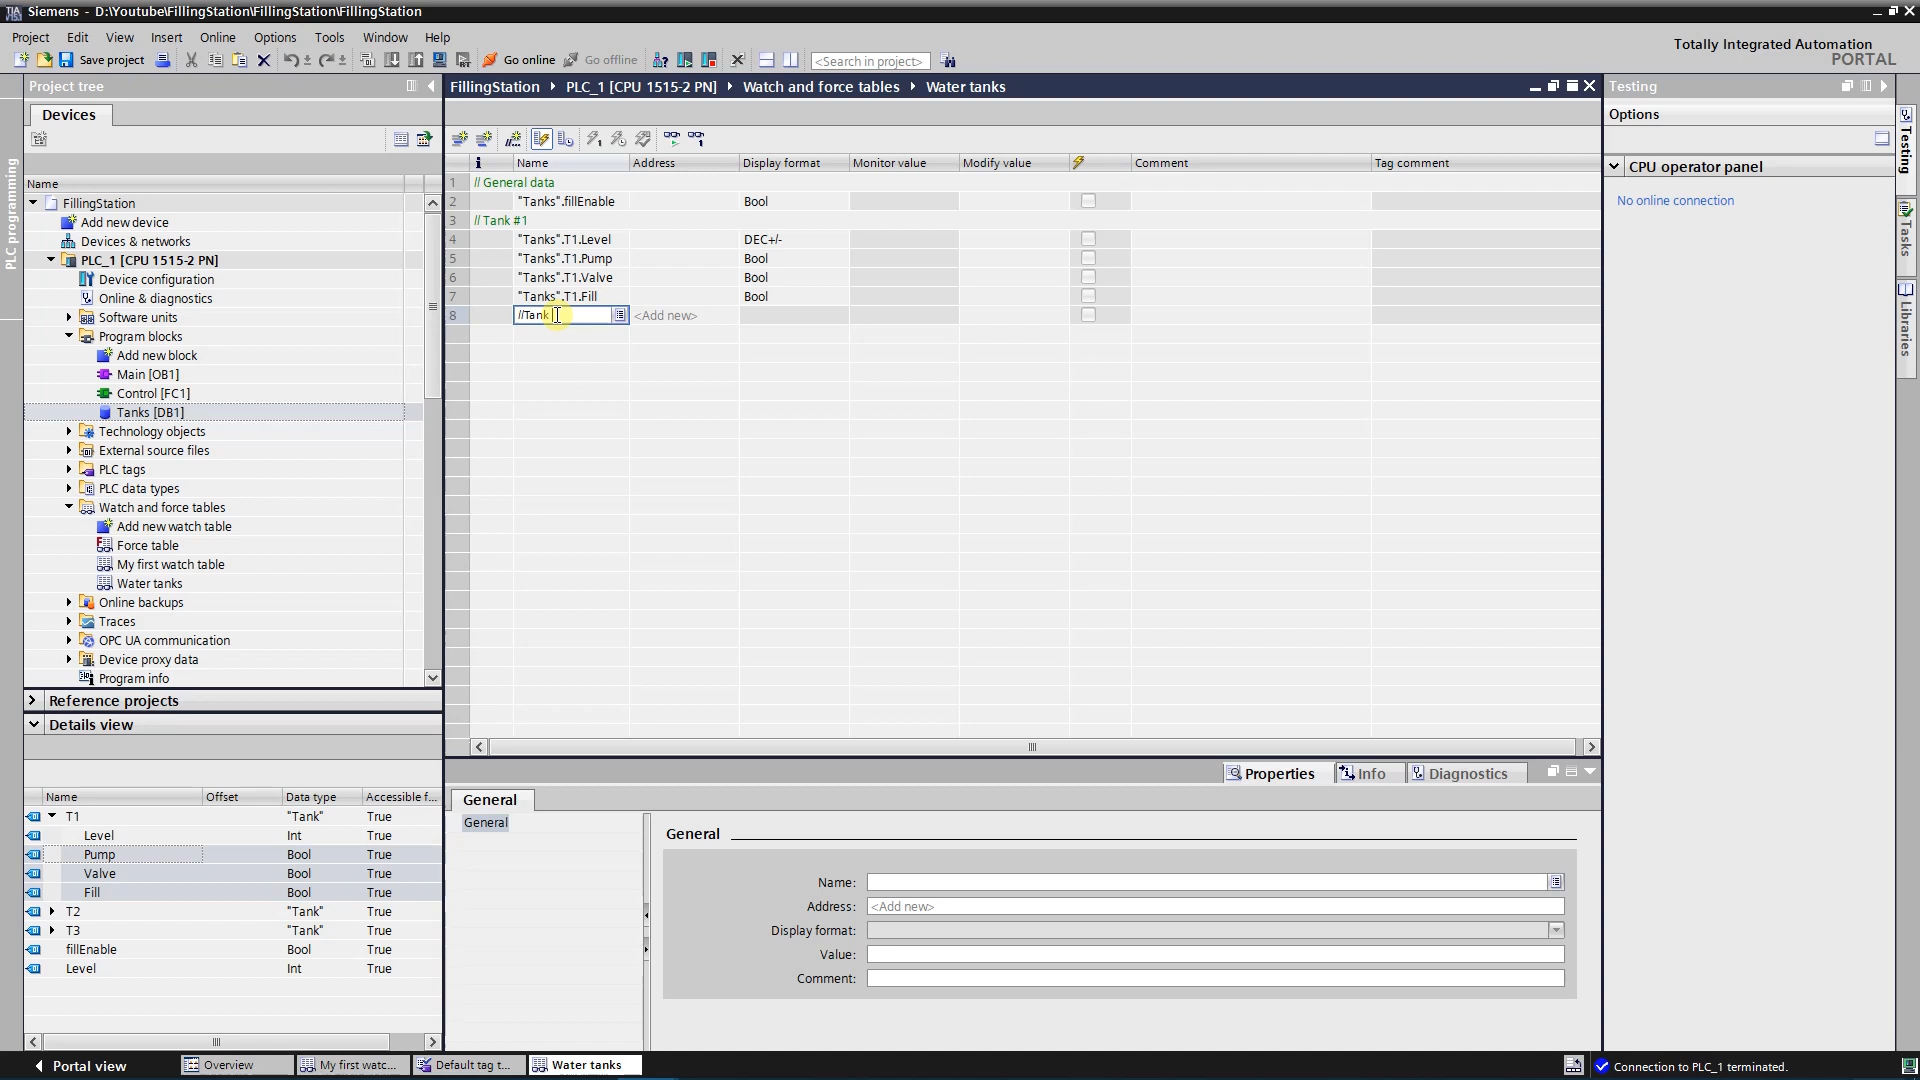 Siemens - D:\Youtube\FillingStation\FillingStation\FillingStation
Project Edit View Insert Online Options Tools Window Help
Totally Integrated Automation
PORTAL
Save project Go online Go offline <Search in project>
Project tree
FillingStation PLC_1 [CPU 1515-2 PN] Watch and force tables Water tanks
Testing
Devices
Options
CPU operator panel
No online connection
Testing
Tasks
Libraries
PLC programming
Name
FillingStation
Add new device
Devices & networks
PLC_1 [CPU 1515-2 PN]
Device configuration
Online & diagnostics
Software units
Program blocks
Add new block
Main [OB1]
Control [FC1]
Tanks [DB1]
Technology objects
External source files
PLC tags
PLC data types
Watch and force tables
Add new watch table
Force table
My first watch table
Water tanks
Online backups
Traces
OPC UA communication
Device proxy data
Program info
i Name Address Display format Monitor value Modify value Comment Tag comment
1 // General data
2 "Tanks".fillEnable Bool
3 // Tank #1
4 "Tanks".T1.Level DEC+/-
5 "Tanks".T1.Pump Bool
6 "Tanks".T1.Valve Bool
7 "Tanks".T1.Fill Bool
8 //Tank <Add new>
Reference projects
Details view
Name Offset Data type Accessible f...
T1 "Tank" True
Level Int True
Pump Bool True
Valve Bool True
Fill Bool True
T2 "Tank" True
T3 "Tank" True
fillEnable Bool True
Level Int True
Properties Info Diagnostics
General
General
General
Name:
Address: <Add new>
Display format:
Value:
Comment:
Portal view Overview My first watc... Default tag t... Water tanks
Connection to PLC_1 terminated.